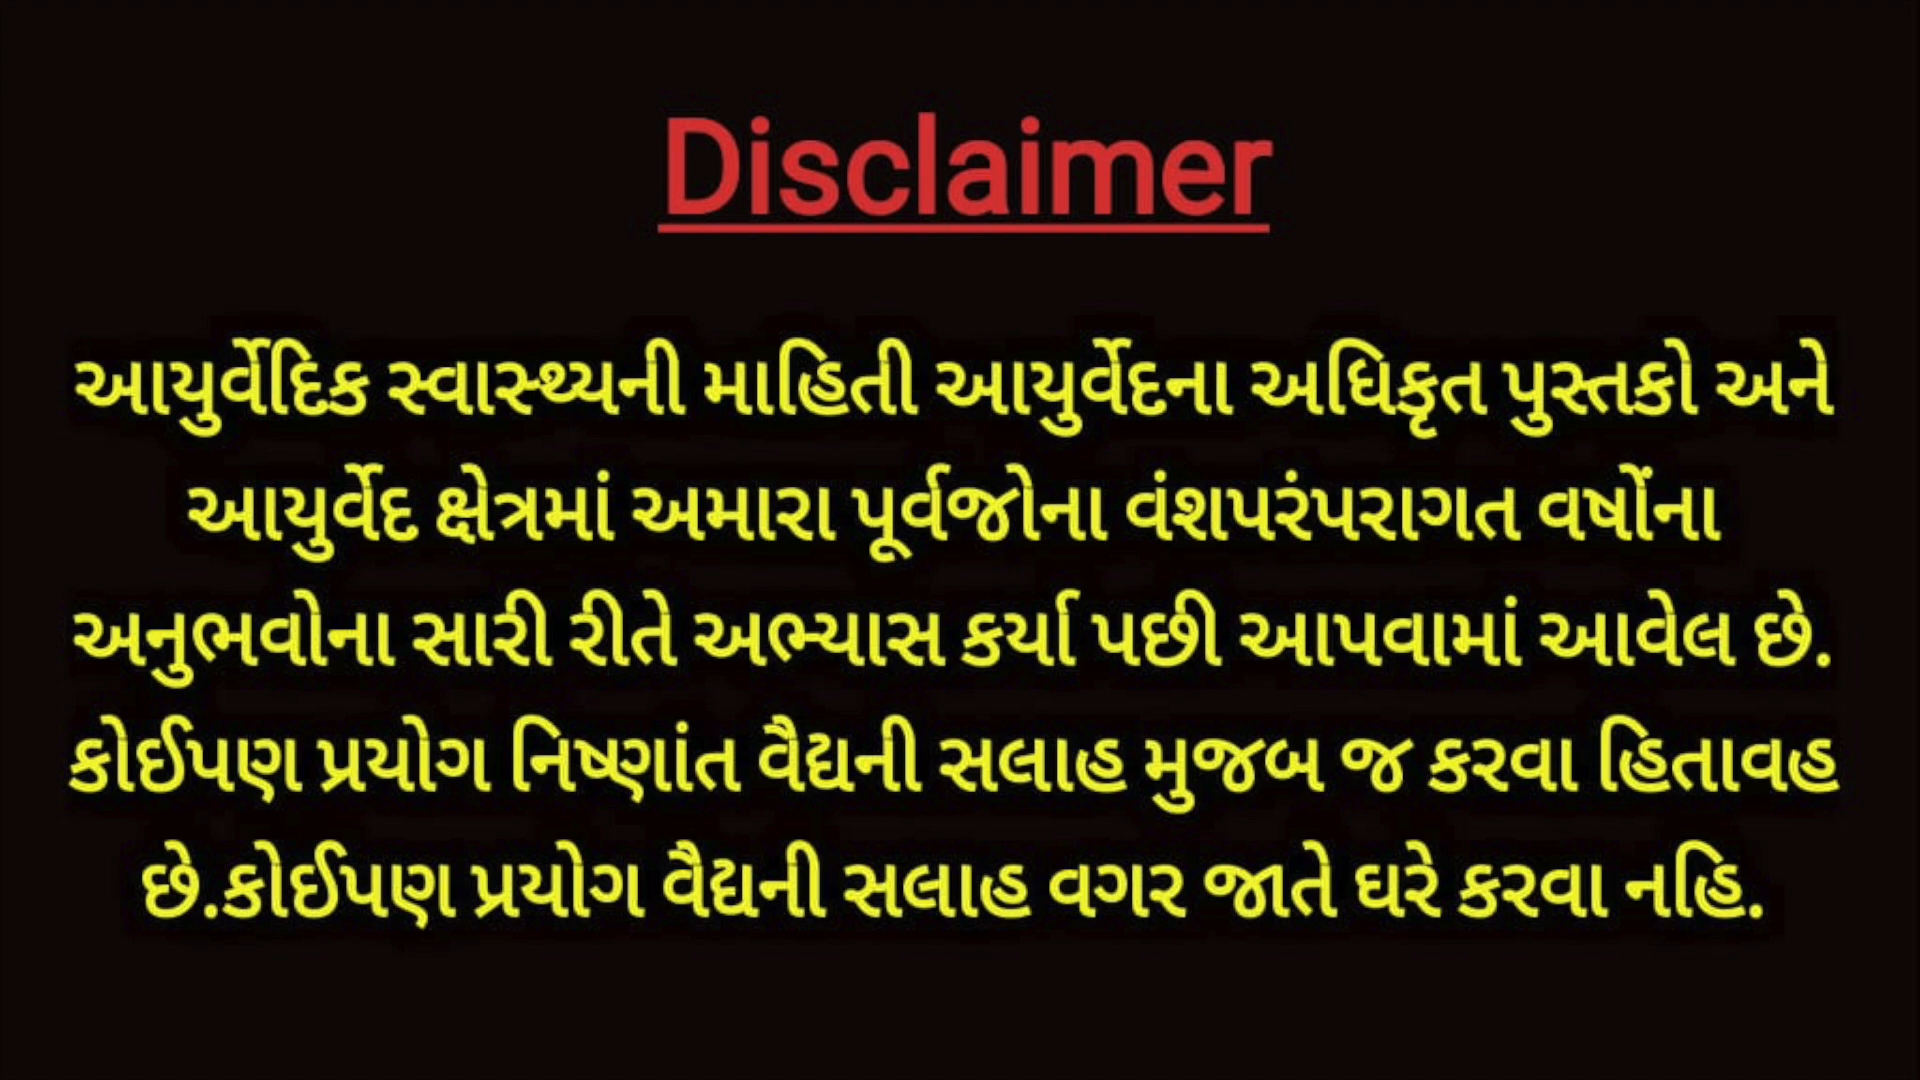 Disclaimer
આયુર્વેદિક સ્વાસ્થ્યની માહિતી આયુર્વેદના અધિકૃત પુસ્તકો અને
આયુર્વેદ ક્ષેત્રમાં અમારા પૂર્વજોના વંશપરંપરાગત વર્ષોંના
અનુભવોના સારી રીતે અભ્યાસ કર્યા પછી આપવામાં આવેલ છે.
કોઈપણ પ્રયોગ નિષ્ણાંત વૈદ્યની સલાહ મુજબ જ કરવા હિતાવહ
છે.કોઈપણ પ્રયોગ વૈદ્યની સલાહ વગર જાતે ઘરે કરવા નહિ.